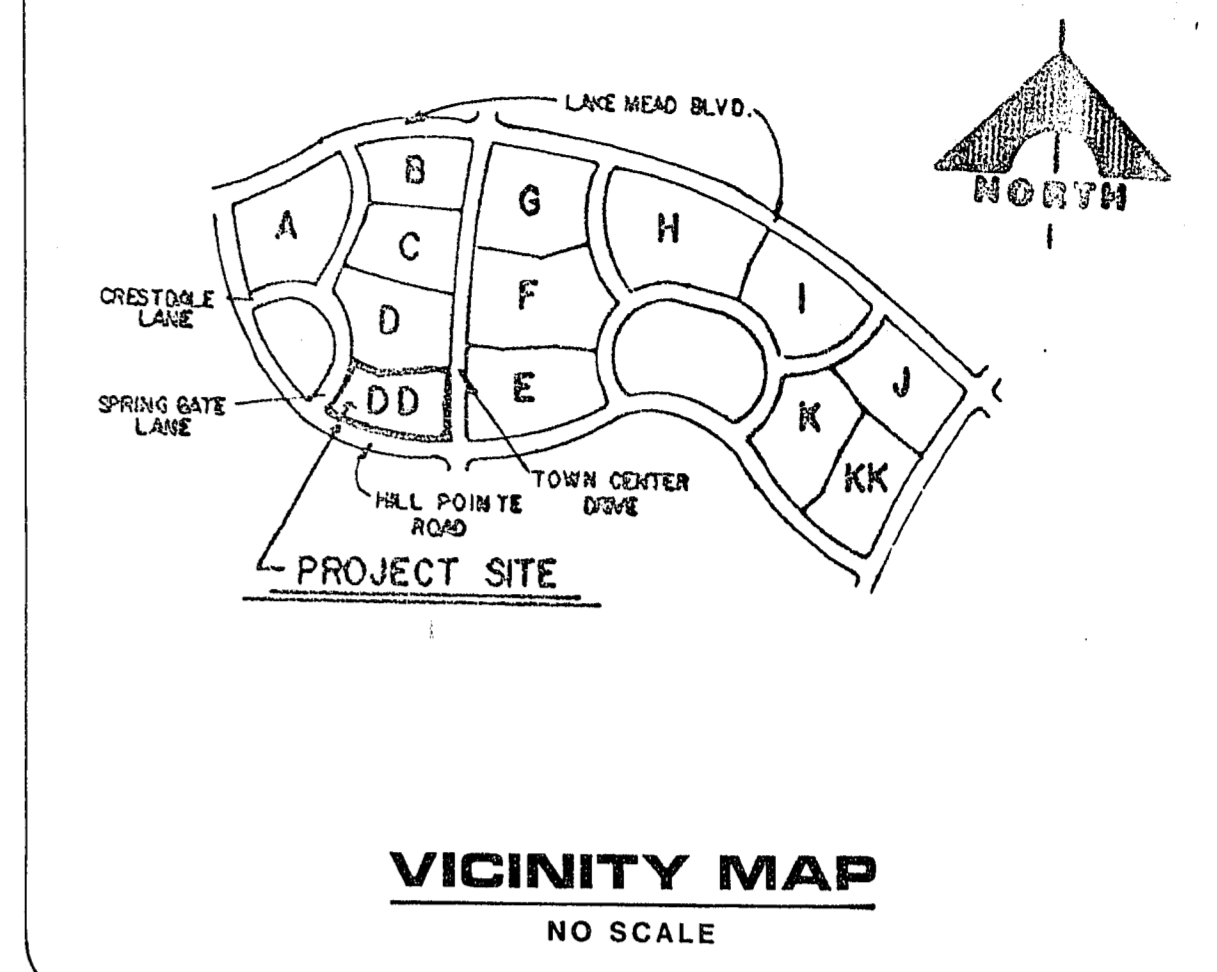 LAKE MEAD BLVD.
NORTH
B
G
A
H
C
I
F
CRESTDALE
LANE
D
J
E
DD
SPRING GATE
LANE
K
KK
TOWN CENTER
DRIVE
HILL POINTE
ROAD
PROJECT SITE
VICINITY MAP
NO SCALE